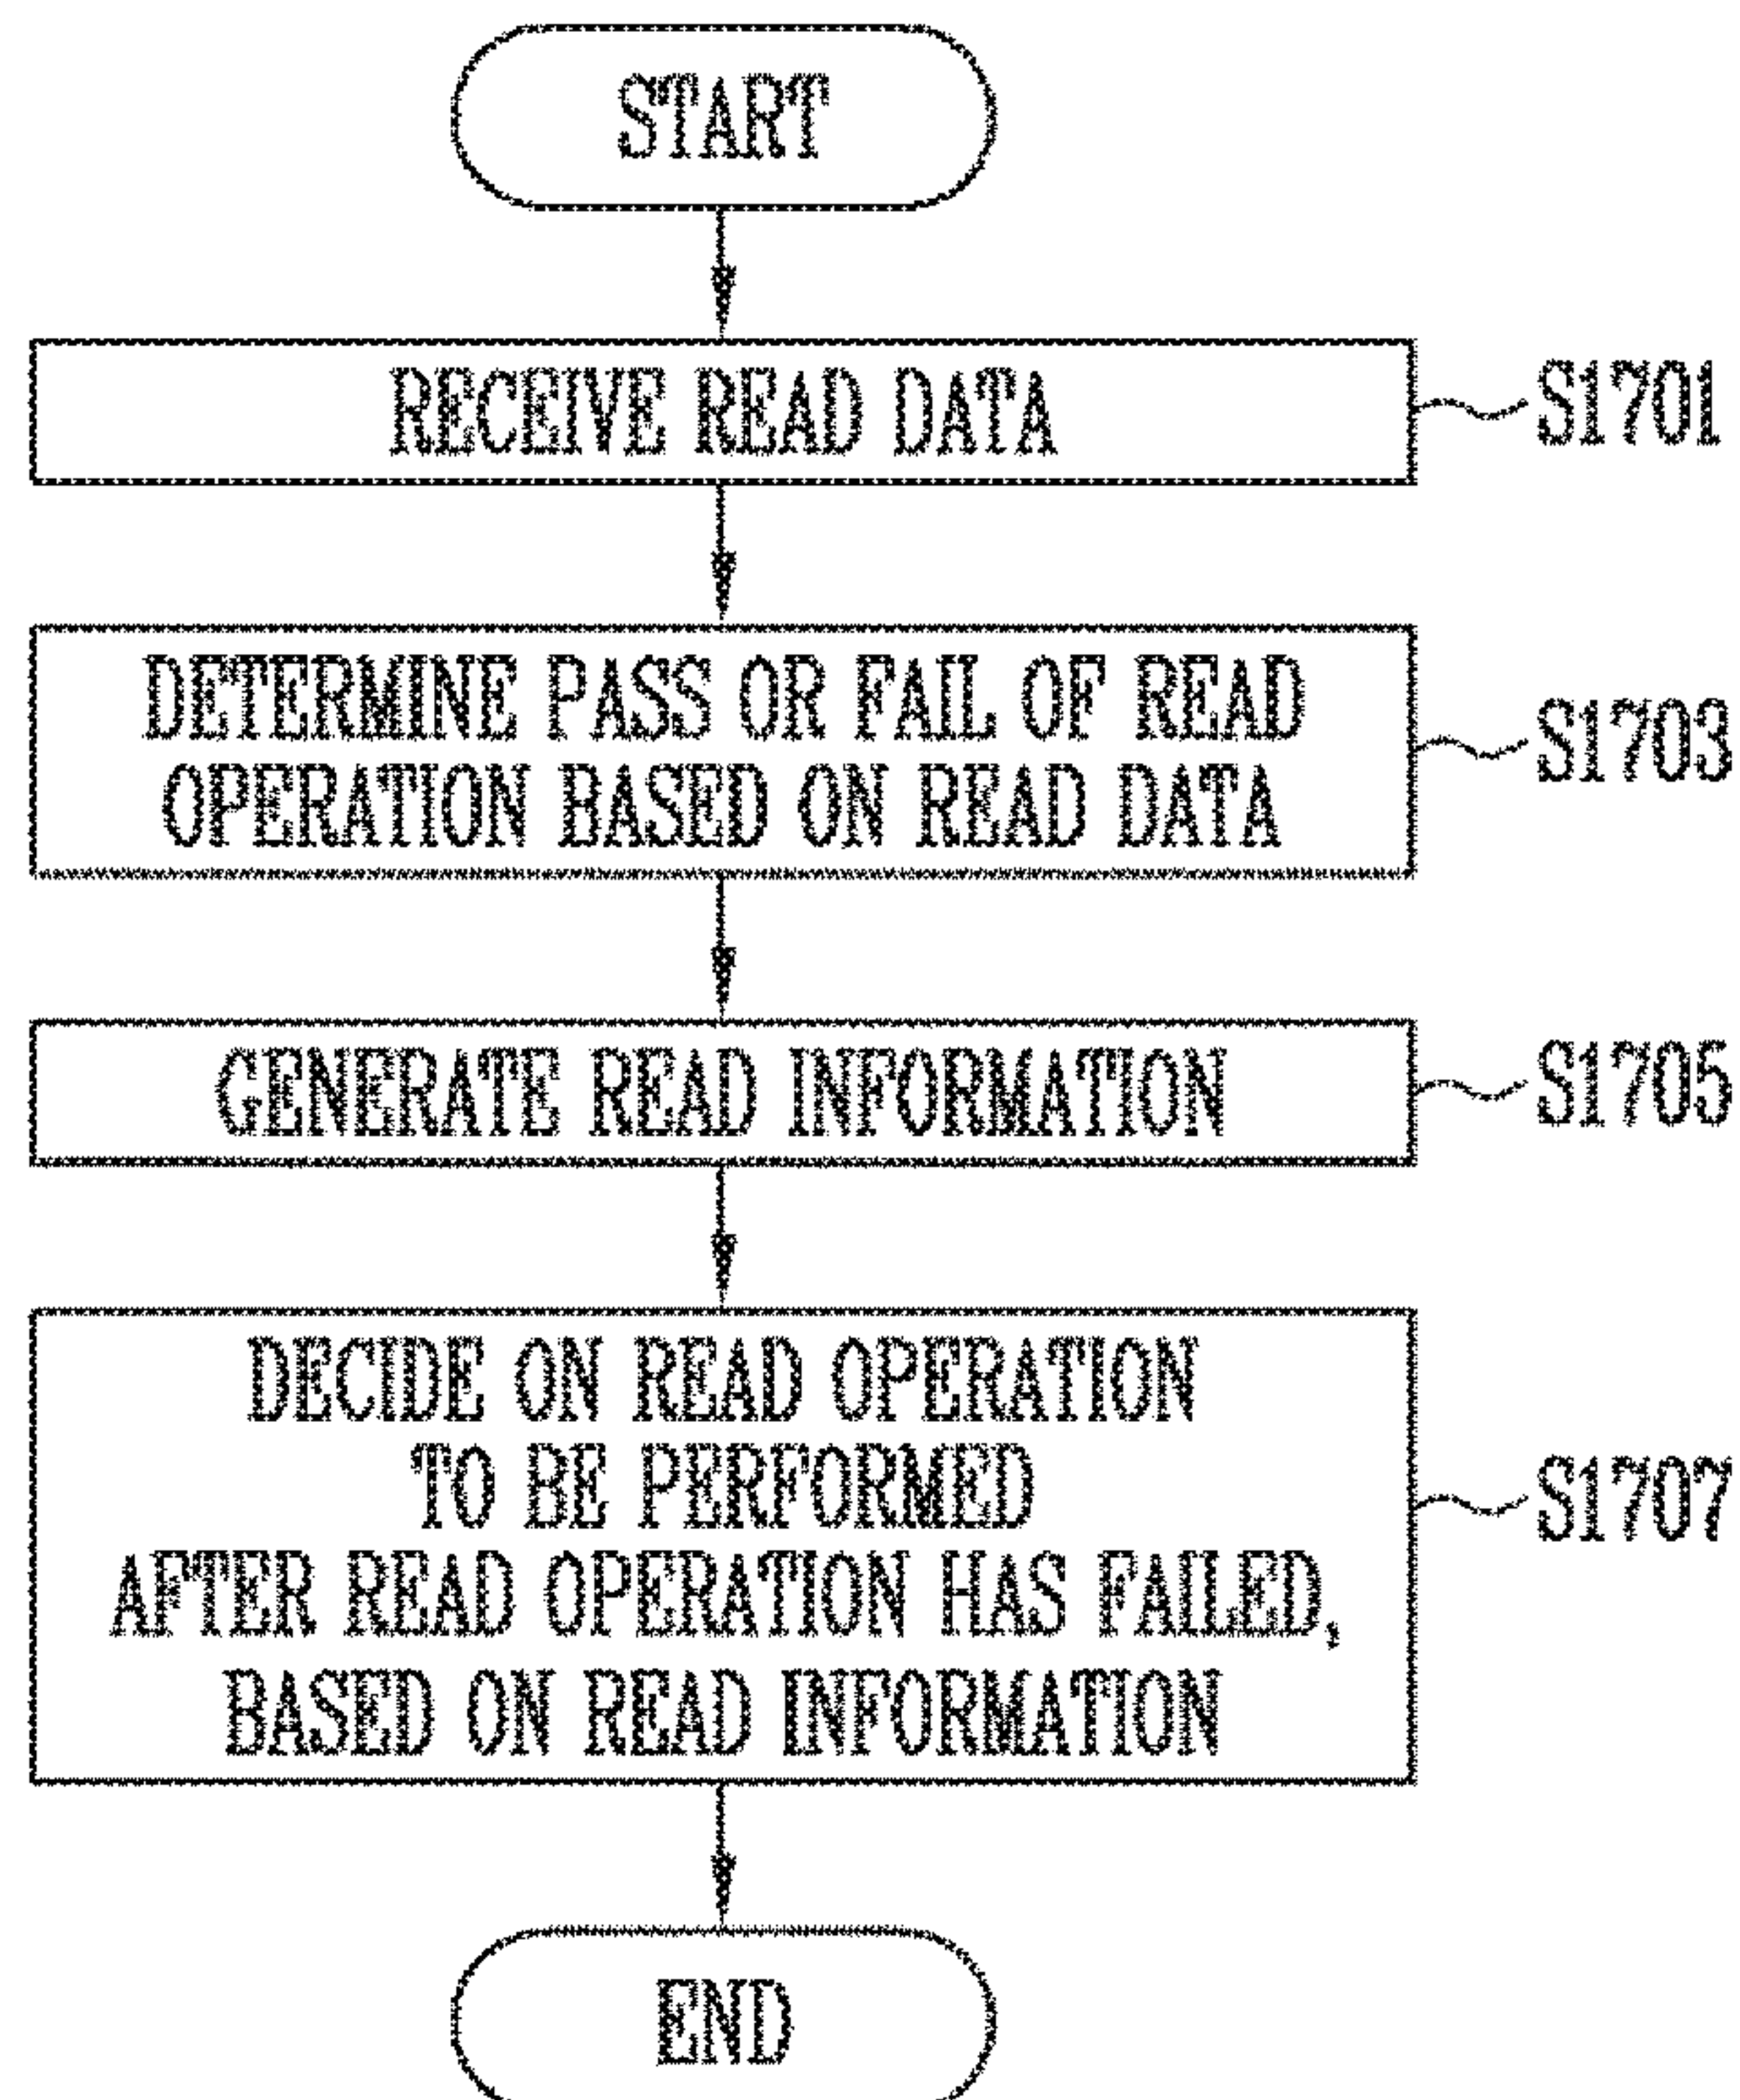 START
RECEIVE READ DATA
S1701
DETERMINE PASS OR FAIL OF READ
OPERATION BASED ON READ DATA
S1703
GENERATE READ INFORMATION
S1705
DECIDE ON READ OPERATION
TO BE PERFORMED
AFTER READ OPERATION HAS FAILED,
BASED ON READ INFORMATION
S1707
END